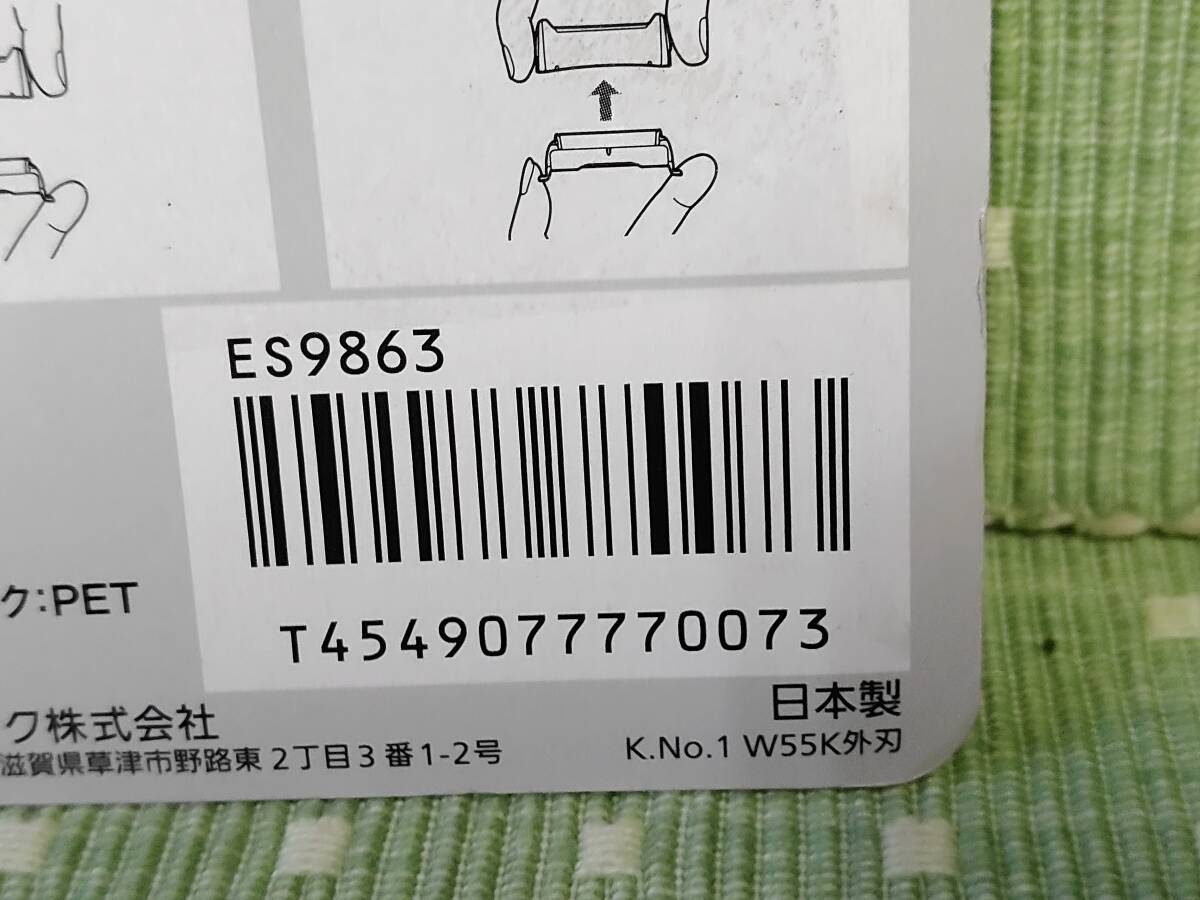 ES9863
ク:PET
T4549077770073
日本製
ク株式会社
滋賀県草津市野路東2丁目3番1-2号
K.No.1 W55K外刃